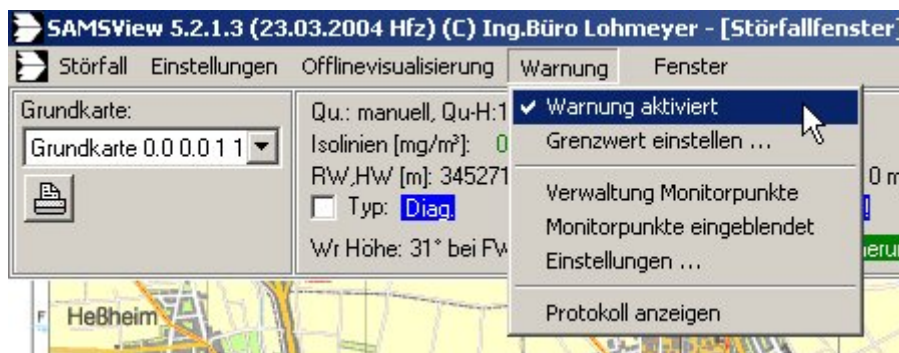 SAMSView 5.2.1.3 (23.03.2004 Hfz) (C) Ing.Büro Lohmeyer - [Störfallfenster]
Störfall Einstellungen Offlinevisualisierung Warnung Fenster
Grundkarte:
Grundkarte 0.0 0.0 1 1
Qu.: manuell, Qu-H:1
Isolinien [mg/m³]: 0
RW,HW [m]: 345271
0 m
Typ: Diag.
Wr Höhe: 31° bei FW
Warnung aktiviert
Grenzwert einstellen ...
Verwaltung Monitorpunkte
Monitorpunkte eingeblendet
Einstellungen ...
Protokoll anzeigen
F
Heßheim